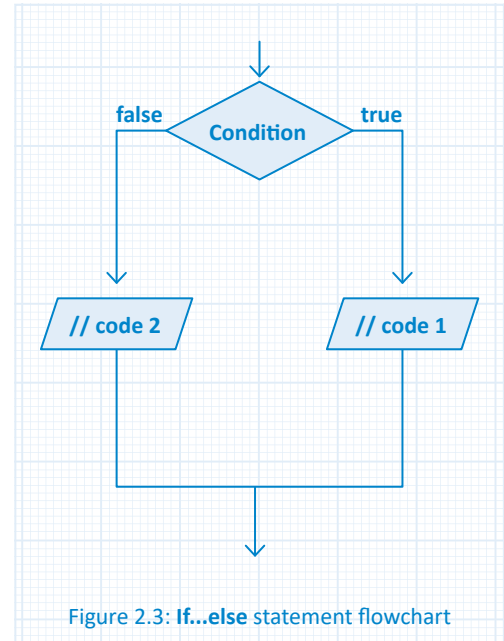 false
true
Condition
// code 2
// code 1
Figure 2.3: If...else statement flowchart